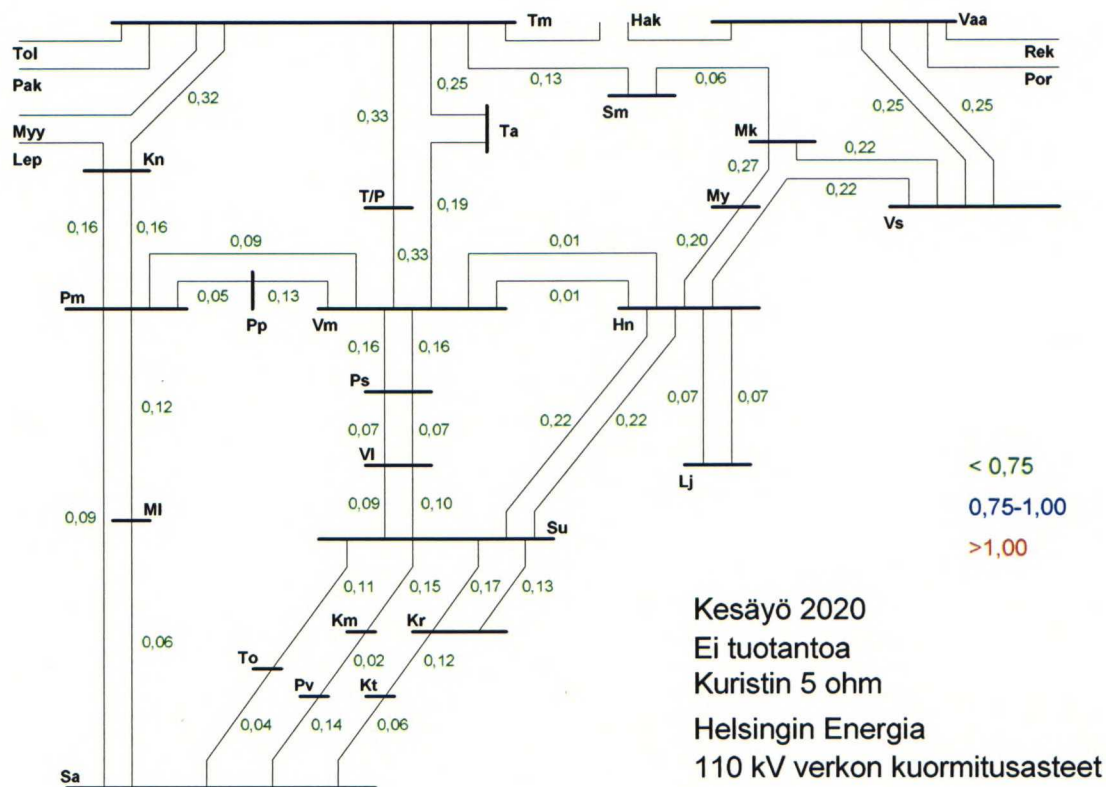 Tm
Hak
Vaa
Tol
Rek
Pak
Por
0,32
0,25
0,13
0,06
0,25
0,25
Sm
Myy
0,33
Ta
Mk
Lep
Kn
0,22
0,27
T/P
My
0,22
0,19
Vs
0,16
0,16
0,09
0,33
0,01
0,20
Pm
0,05
0,13
0,01
Pp
Vm
Hn
0,16
0,16
Ps
0,12
0,07
0,07
0,22
0,22
0,07
0,07
Vl
Lj
< 0,75
0,09
Ml
0,09
0,10
Su
0,75-1,00
>1,00
0,11
0,15
0,17
0,13
Kesäyö 2020
Km
Kr
0,06
Ei tuotantoa
To
0,02
0,12
Pv
Kt
Kuristin 5 ohm
0,04
0,14
0,06
Helsingin Energia
Sa
110 kV verkon kuormitusasteet